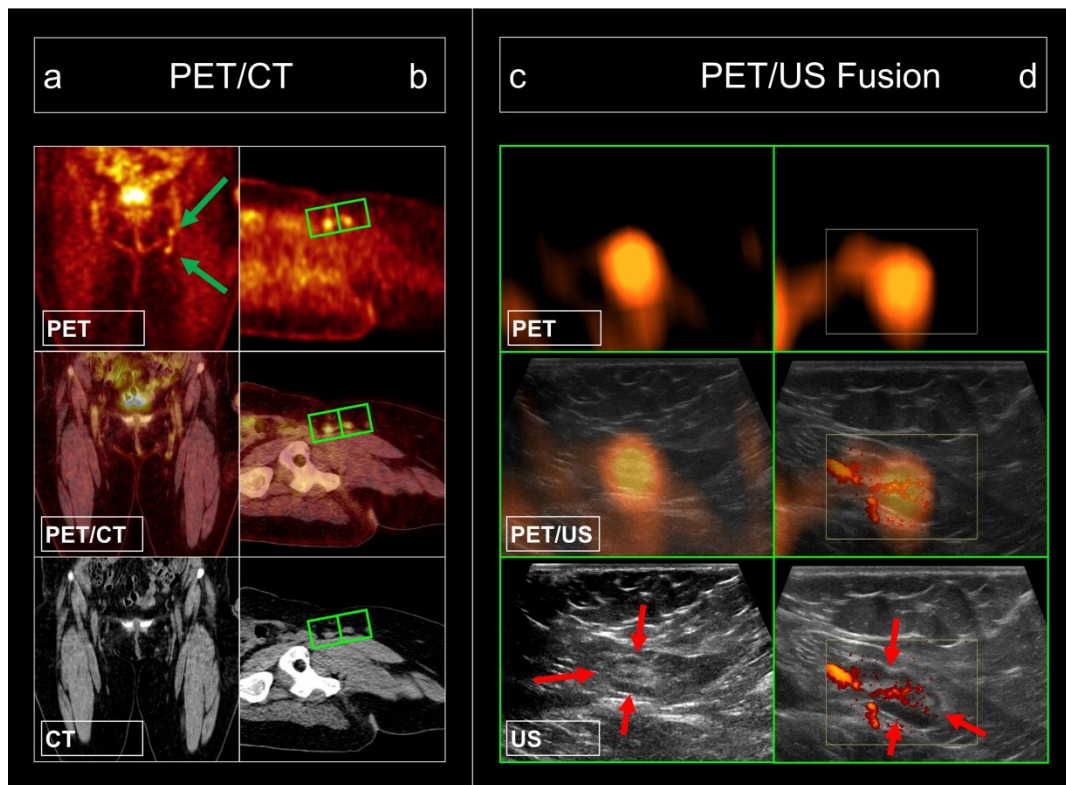 a PET/CT b
c PET/US Fusion d
PET
PET/CT
CT
PET
PET/US
US